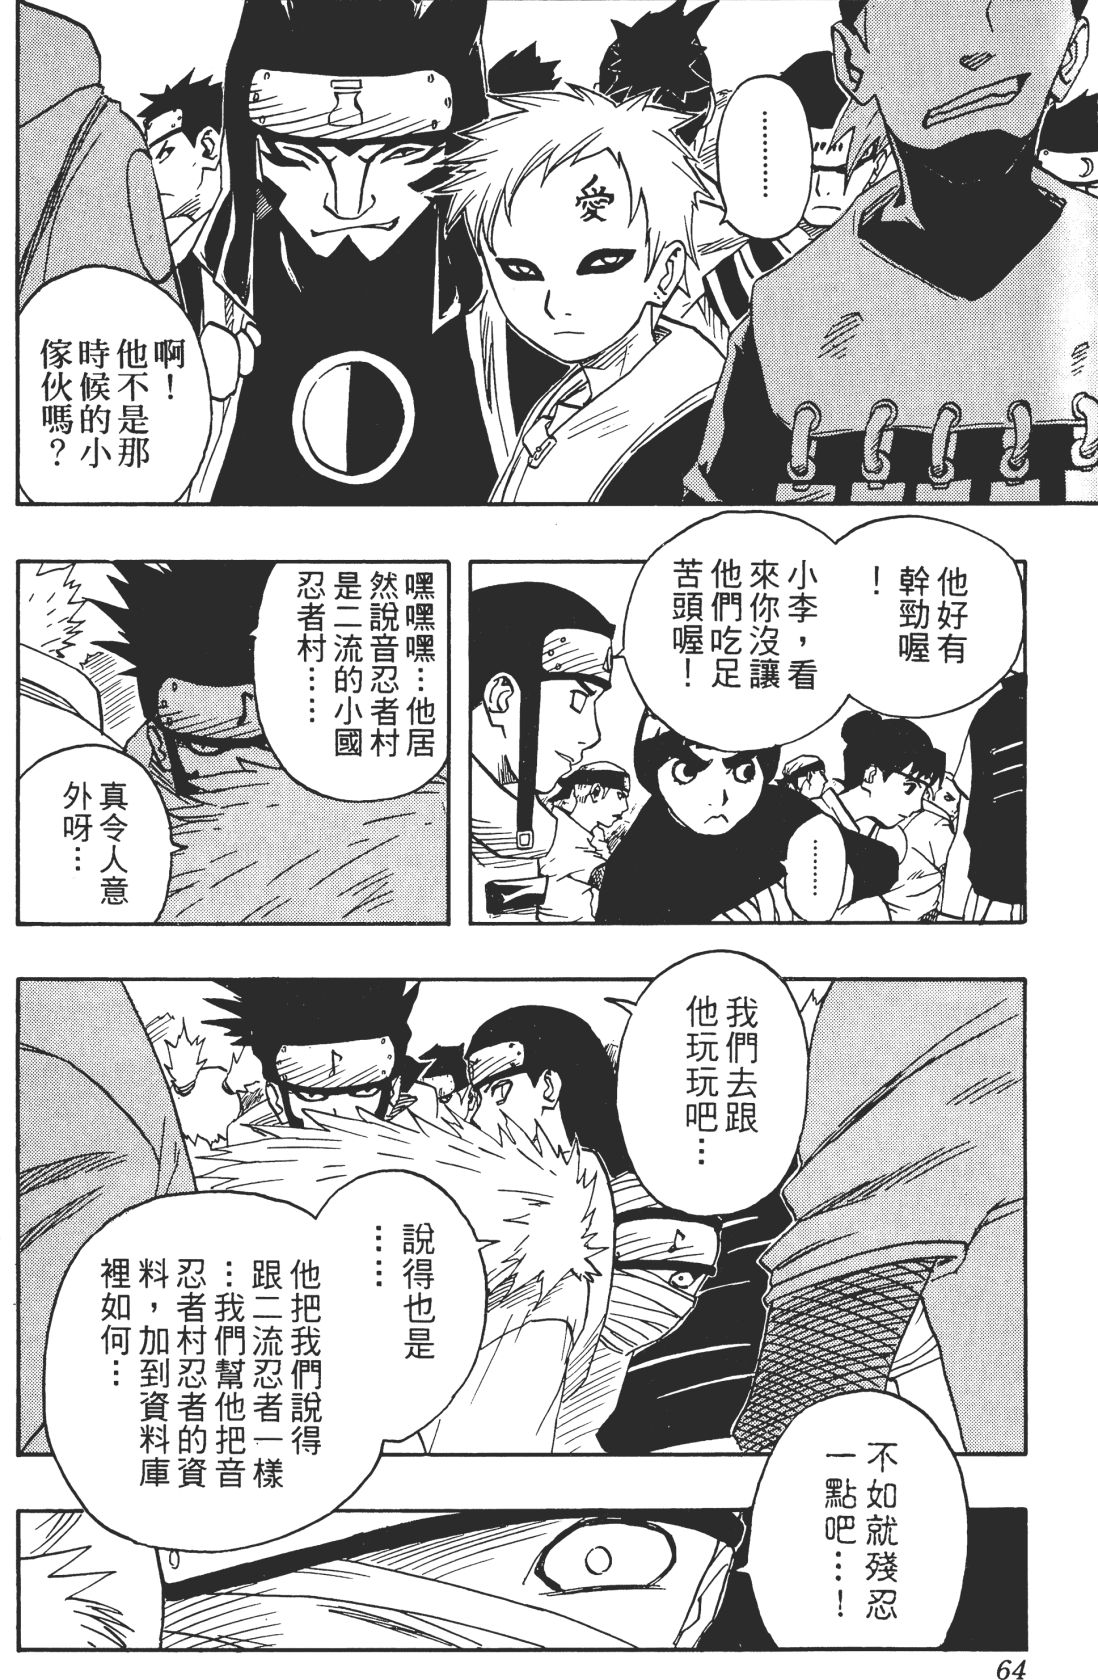 …………
愛
啊！
他不是那
時候的小
傢伙嗎？
他好有
幹勁喔
！
小李，看
來你沒讓
他們吃足
苦頭喔！
…………
嘿嘿嘿…他居
然說音忍者村
是二流的小國
忍者村……
真令人意
外呀…
我們去跟
他玩玩吧…
說得也是
……
他把我們說得
跟二流忍者一樣
…我們幫他把音
忍者村忍者的資
料，加到資料庫
裡如何…
不如就殘忍
一點吧…！
64